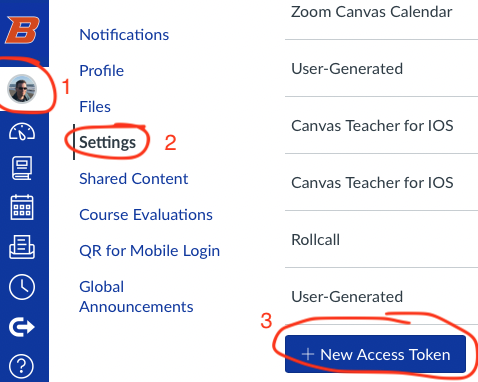 B
1
Notifications
Profile
Files
Settings 2
Shared Content
Course Evaluations
QR for Mobile Login
Global
Announcements
Zoom Canvas Calendar
User-Generated
Canvas Teacher for IOS
Canvas Teacher for IOS
Rollcall
User-Generated
3
+ New Access Token
?